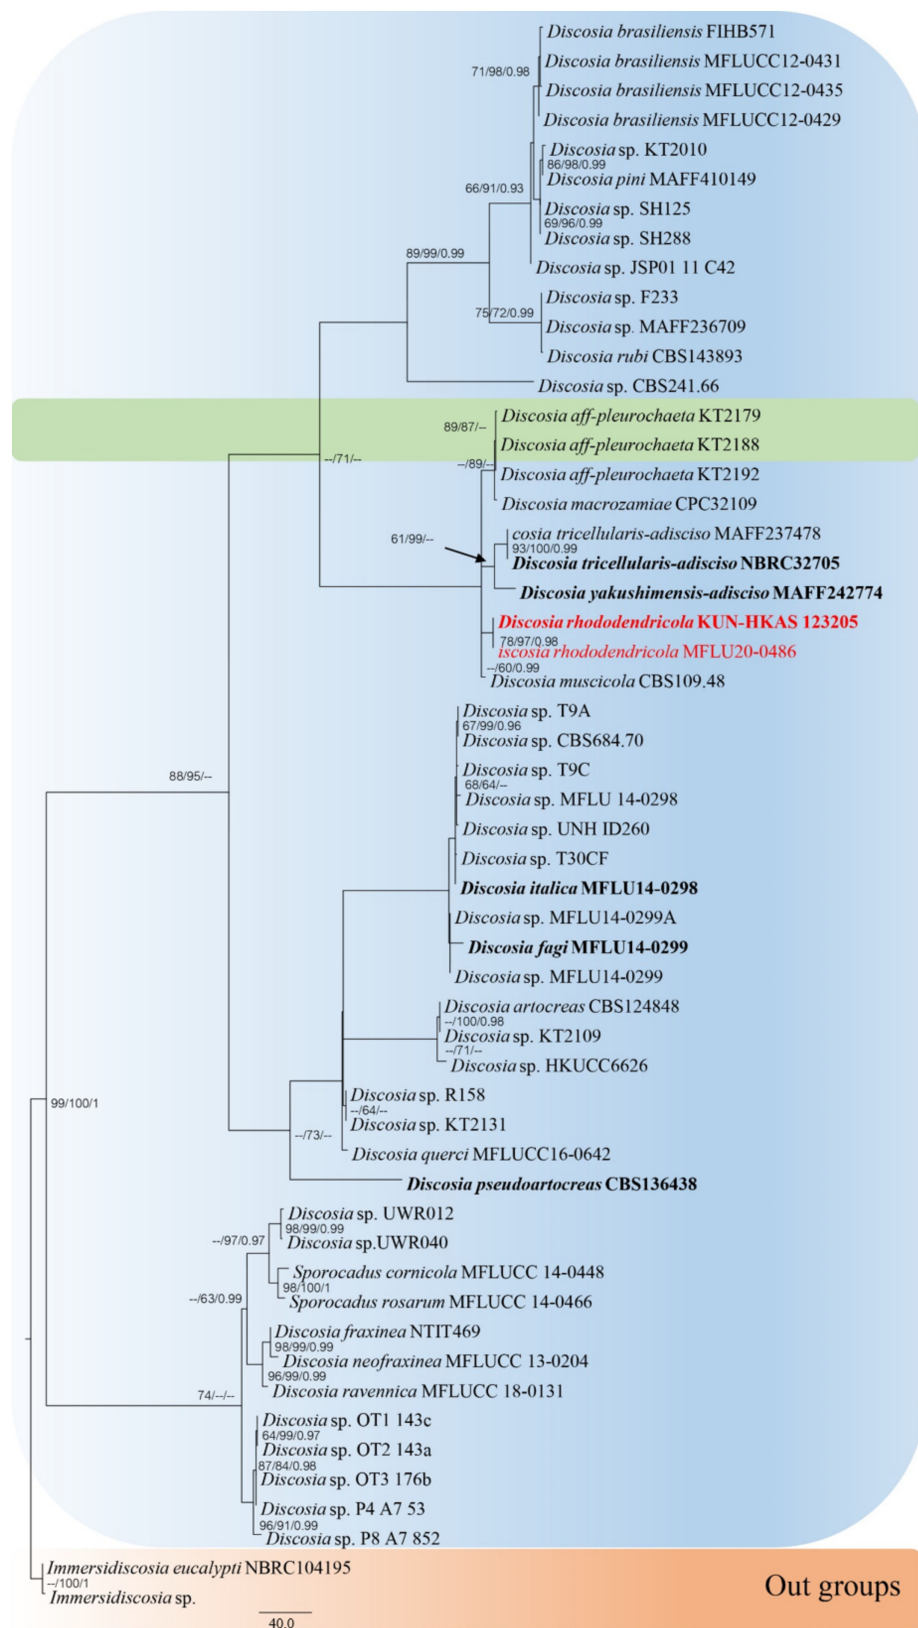 Discosia brasiliensis FIHB571
Discosia brasiliensis MFLUCC12-0431
71/98/0.98
Discosia brasiliensis MFLUCC12-0435
Discosia brasiliensis MFLUCC12-0429
Discosia sp. KT2010
86/98/0.99
Discosia pini MAFF410149
66/91/0.93
Discosia sp. SH125
69/96/0.99
Discosia sp. SH288
89/99/0.99
Discosia sp. JSP01 11 C42
Discosia sp. F233
75/72/0.99
Discosia sp. MAFF236709
Discosia rubi CBS143893
Discosia sp. CBS241.66
Discosia aff-pleurochaeta KT2179
89/87/--
Discosia aff-pleurochaeta KT2188
--/71/--
--/89/--
Discosia aff-pleurochaeta KT2192
Discosia macrozamiae CPC32109
61/99/--
cosia tricellularis-adisciso MAFF237478
93/100/0.99
Discosia tricellularis-adisciso NBRC32705
Discosia yakushimensis-adisciso MAFF242774
Discosia rhododendricola KUN-HKAS 123205
78/97/0.98
iscosia rhododendricola MFLU20-0486
--/60/0.99
Discosia muscicola CBS109.48
Discosia sp. T9A
67/99/0.96
Discosia sp. CBS684.70
88/95/--
Discosia sp. T9C
68/64/--
Discosia sp. MFLU 14-0298
Discosia sp. UNH ID260
Discosia sp. T30CF
Discosia italica MFLU14-0298
Discosia sp. MFLU14-0299A
Discosia fagi MFLU14-0299
Discosia sp. MFLU14-0299
Discosia artocreas CBS124848
--/100/0.98
Discosia sp. KT2109
--/71/--
Discosia sp. HKUCC6626
99/100/1
Discosia sp. R158
--/64/--
Discosia sp. KT2131
--/73/--
Discosia querci MFLUCC16-0642
Discosia pseudoartocreas CBS136438
Discosia sp. UWR012
98/99/0.99
--/97/0.97
Discosia sp.UWR040
Sporocadus cornicola MFLUCC 14-0448
98/100/1
--/63/0.99
Sporocadus rosarum MFLUCC 14-0466
Discosia fraxinea NTIT469
98/99/0.99
Discosia neofraxinea MFLUCC 13-0204
96/99/0.99
Discosia ravennica MFLUCC 18-0131
74/--/--
Discosia sp. OT1 143c
64/99/0.97
Discosia sp. OT2 143a
87/84/0.98
Discosia sp. OT3 176b
Discosia sp. P4 A7 53
96/91/0.99
Discosia sp. P8 A7 852
Immersidiscosia eucalypti NBRC104195
--/100/1
Immersidiscosia sp.
Out groups
40.0